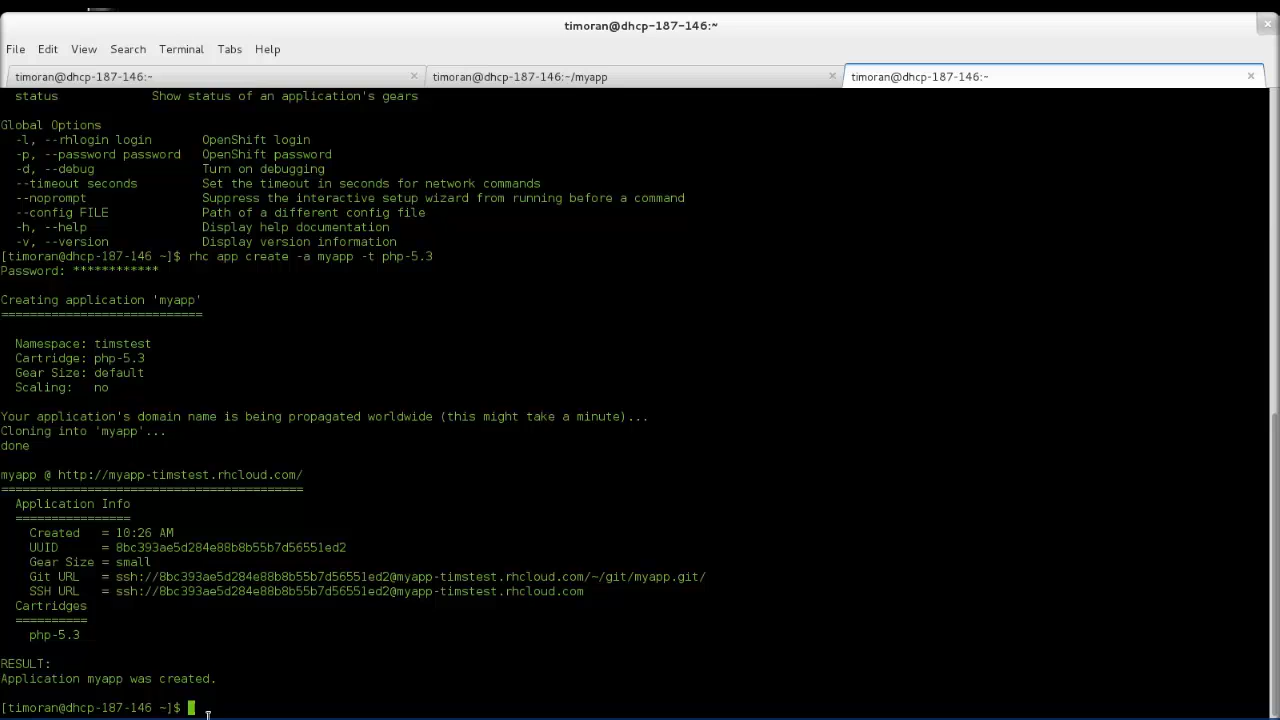 timoran@dhcp-187-146:~
File Edit View Search Terminal Tabs Help
timoran@dhcp-187-146:~ × timoran@dhcp-187-146:~/myapp × timoran@dhcp-187-146:~ ×
status Show status of an application's gears
Global Options
-l, --rhlogin login OpenShift login
-p, --password password OpenShift password
-d, --debug Turn on debugging
--timeout seconds Set the timeout in seconds for network commands
--noprompt Suppress the interactive setup wizard from running before a command
--config FILE Path of a different config file
-h, --help Display help documentation
-v, --version Display version information
[timoran@dhcp-187-146 ~]$ rhc app create -a myapp -t php-5.3
Password: ************
Creating application 'myapp'
============================
Namespace: timstest
Cartridge: php-5.3
Gear Size: default
Scaling: no
Your application's domain name is being propagated worldwide (this might take a minute)...
Cloning into 'myapp'...
done
myapp @ http://myapp-timstest.rhcloud.com/
==========================================
Application Info
================
Created = 10:26 AM
UUID = 8bc393ae5d284e88b8b55b7d56551ed2
Gear Size = small
Git URL = ssh://8bc393ae5d284e88b8b55b7d56551ed2@myapp-timstest.rhcloud.com/~/git/myapp.git/
SSH URL = ssh://8bc393ae5d284e88b8b55b7d56551ed2@myapp-timstest.rhcloud.com
Cartridges
==========
php-5.3
RESULT:
Application myapp was created.
[timoran@dhcp-187-146 ~]$